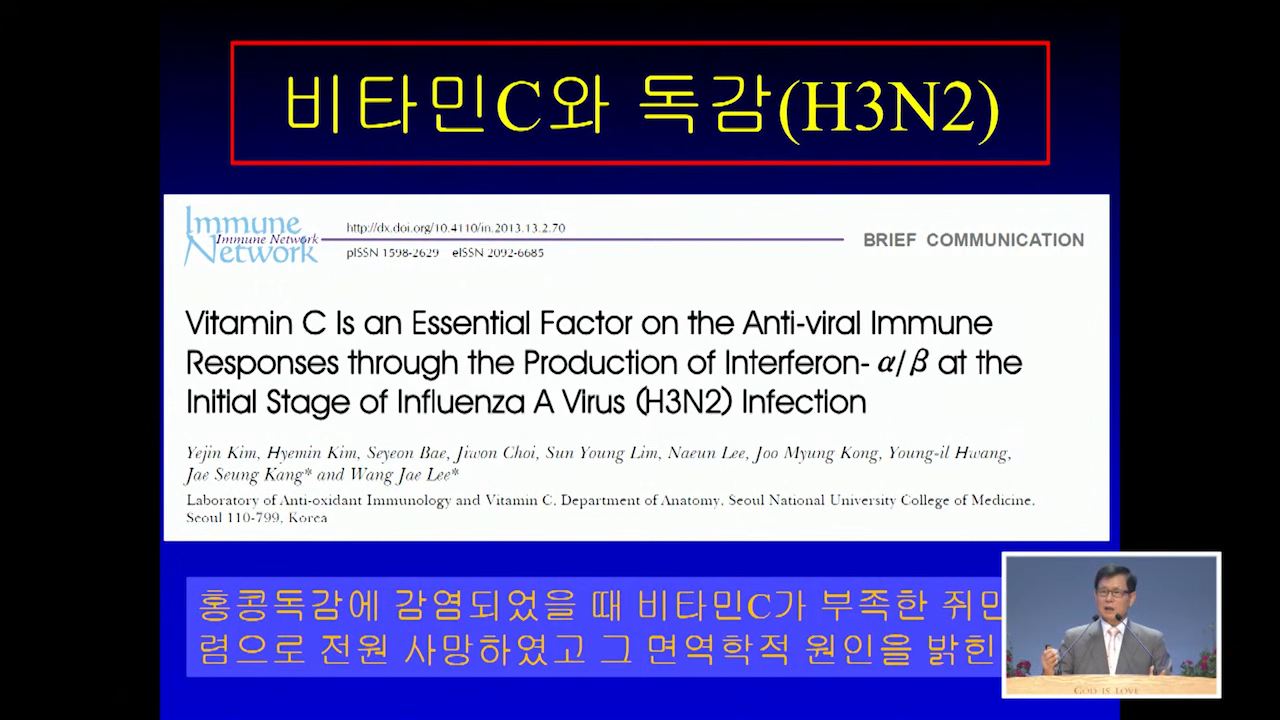 비타민C와 독감(H3N2)
Immune
Network
Immune Network
http://dx.doi.org/10.4110/in.2013.13.2.70
pISSN 1598-2629 eISSN 2092-6685
BRIEF COMMUNICATION
Vitamin C Is an Essential Factor on the Anti-viral Immune
Responses through the Production of Interferon- α/β at the
Initial Stage of Influenza A Virus (H3N2) Infection
Yejin Kim, Hyemin Kim, Seyeon Bae, Jiwon Choi, Sun Young Lim, Naeun Lee, Joo Myung Kong, Young-il Hwang,
Jae Seung Kang* and Wang Jae Lee*
Laboratory of Anti-oxidant Immunology and Vitamin C, Department of Anatomy, Seoul National University College of Medicine,
Seoul 110-799, Korea
홍콩독감에 감염되었을 때 비타민C가 부족한 쥐만
렴으로 전원 사망하였고 그 면역학적 원인을 밝힌
GOD IS LOVE